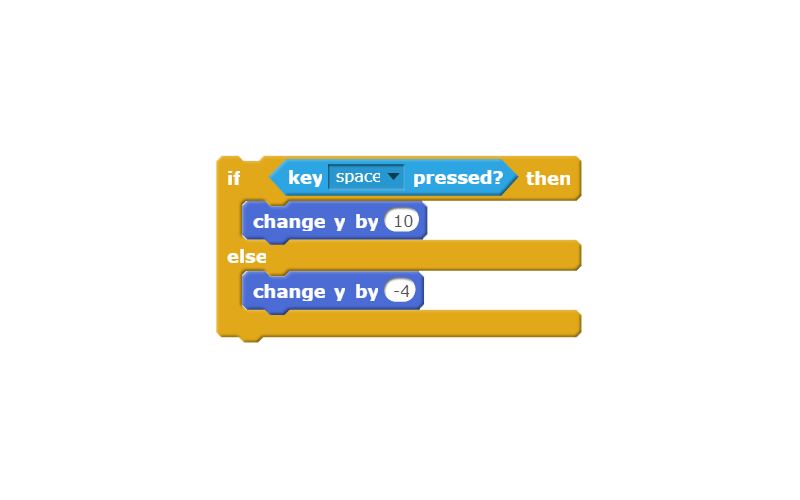 if key space pressed? then
change y by 10
else
change y by -4